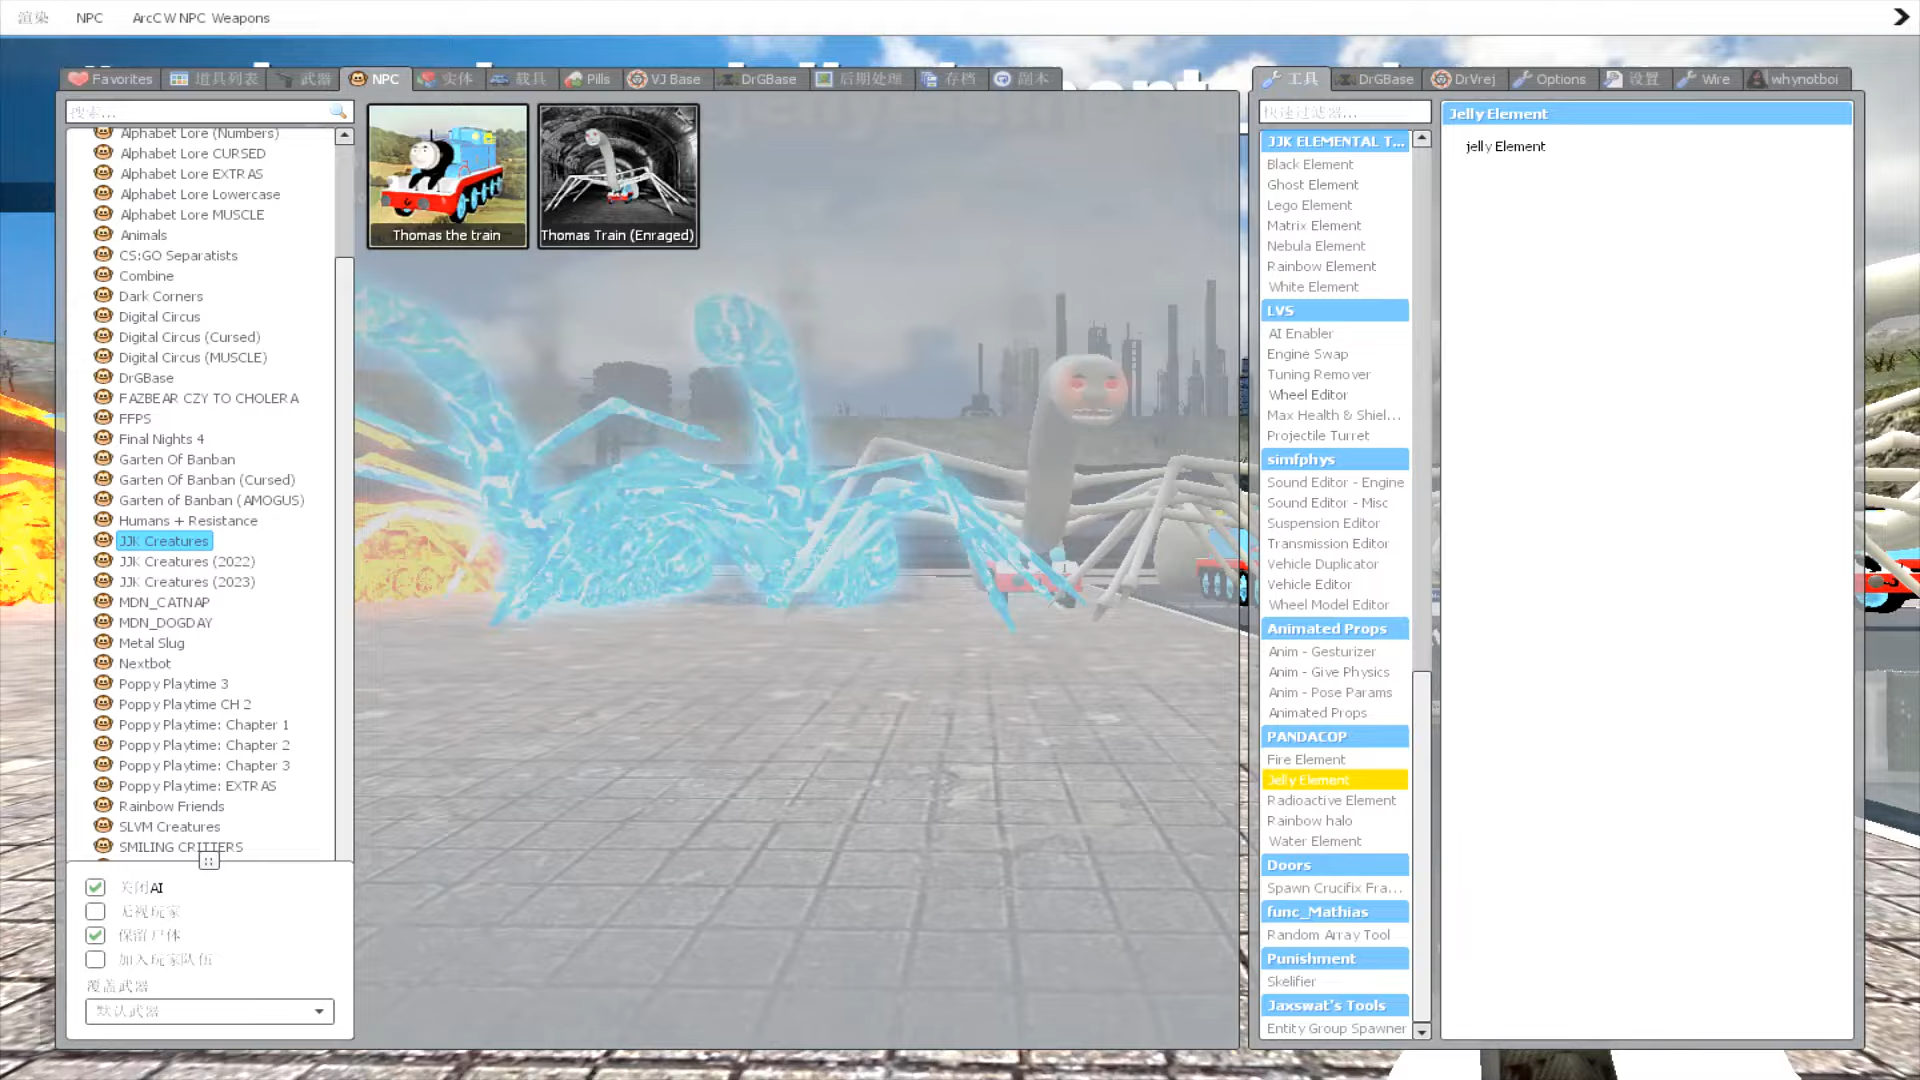 渲染 NPC ArcCW NPC Weapons
Favorites 道具列表 武器 NPC 实体 载具 Pills VJ Base DrGBase 后期处理 存档 副本
工具 DrGBase DrVrej Options 设置 Wire whynotboi
搜索...
Alphabet Lore (Numbers)
Alphabet Lore CURSED
Alphabet Lore EXTRAS
Alphabet Lore Lowercase
Alphabet Lore MUSCLE
Animals
CS:GO Separatists
Combine
Dark Corners
Digital Circus
Digital Circus (Cursed)
Digital Circus (MUSCLE)
DrGBase
FAZBEAR CZY TO CHOLERA
FFPS
Final Nights 4
Garten Of Banban
Garten Of Banban (Cursed)
Garten of Banban (AMOGUS)
Humans + Resistance
JJK Creatures
JJK Creatures (2022)
JJK Creatures (2023)
MDN_CATNAP
MDN_DOGDAY
Metal Slug
Nextbot
Poppy Playtime 3
Poppy Playtime CH 2
Poppy Playtime: Chapter 1
Poppy Playtime: Chapter 2
Poppy Playtime: Chapter 3
Poppy Playtime: EXTRAS
Rainbow Friends
SLVM Creatures
SMILING CRITTERS
关闭AI
无视玩家
保留尸体
加入玩家队伍
覆盖武器
默认武器
Thomas the train
Thomas Train (Enraged)
快速过滤器...
JJK ELEMENTAL T...
Black Element
Ghost Element
Lego Element
Matrix Element
Nebula Element
Rainbow Element
White Element
LVS
AI Enabler
Engine Swap
Tuning Remover
Wheel Editor
Max Health & Shiel...
Projectile Turret
simfphys
Sound Editor - Engine
Sound Editor - Misc
Suspension Editor
Transmission Editor
Vehicle Duplicator
Vehicle Editor
Wheel Model Editor
Animated Props
Anim - Gesturizer
Anim - Give Physics
Anim - Pose Params
Animated Props
PANDACOP
Fire Element
Jelly Element
Radioactive Element
Rainbow halo
Water Element
Doors
Spawn Crucifix Fra...
func_Mathias
Random Array Tool
Punishment
Skelifier
Jaxswat's Tools
Entity Group Spawner
Jelly Element
jelly Element